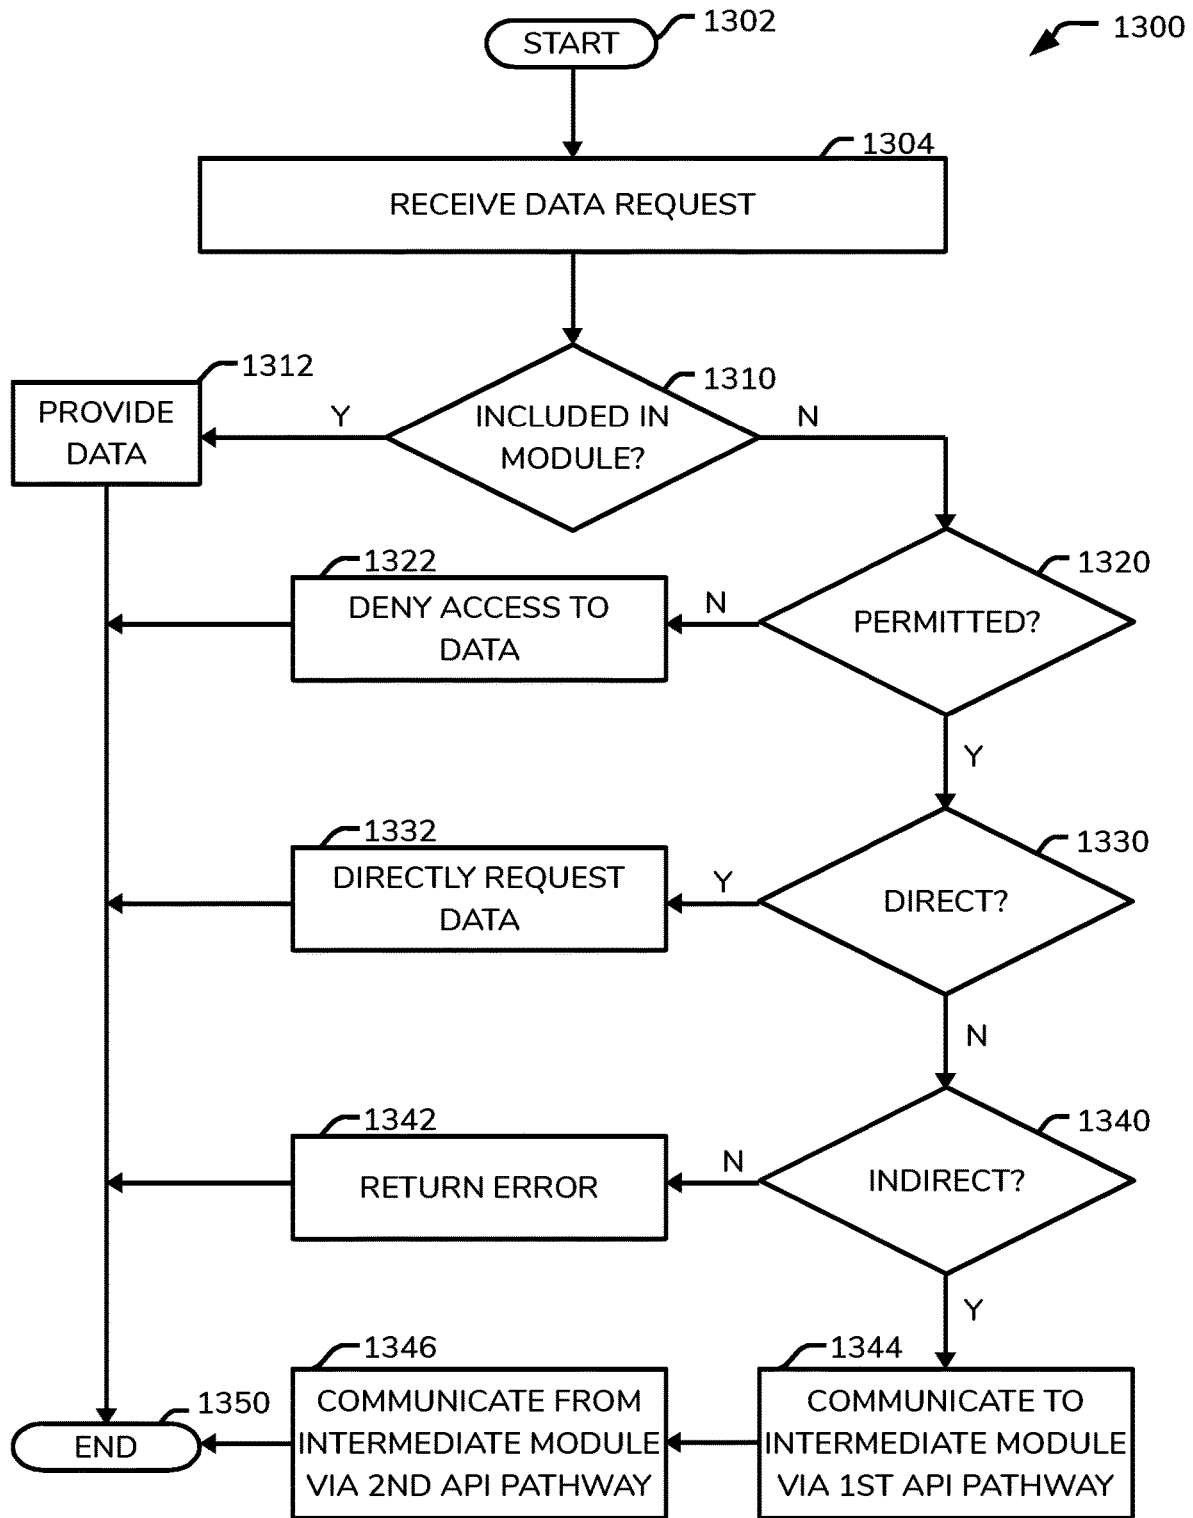 1302
1300
START
1304
RECEIVE DATA REQUEST
1312
1310
PROVIDE
DATA
Y
INCLUDED IN
MODULE?
N
1322
1320
DENY ACCESS TO
DATA
N
PERMITTED?
Y
1332
1330
DIRECTLY REQUEST
DATA
Y
DIRECT?
N
1342
1340
RETURN ERROR
N
INDIRECT?
Y
1346
1344
1350
END
COMMUNICATE FROM
INTERMEDIATE MODULE
VIA 2ND API PATHWAY
COMMUNICATE TO
INTERMEDIATE MODULE
VIA 1ST API PATHWAY